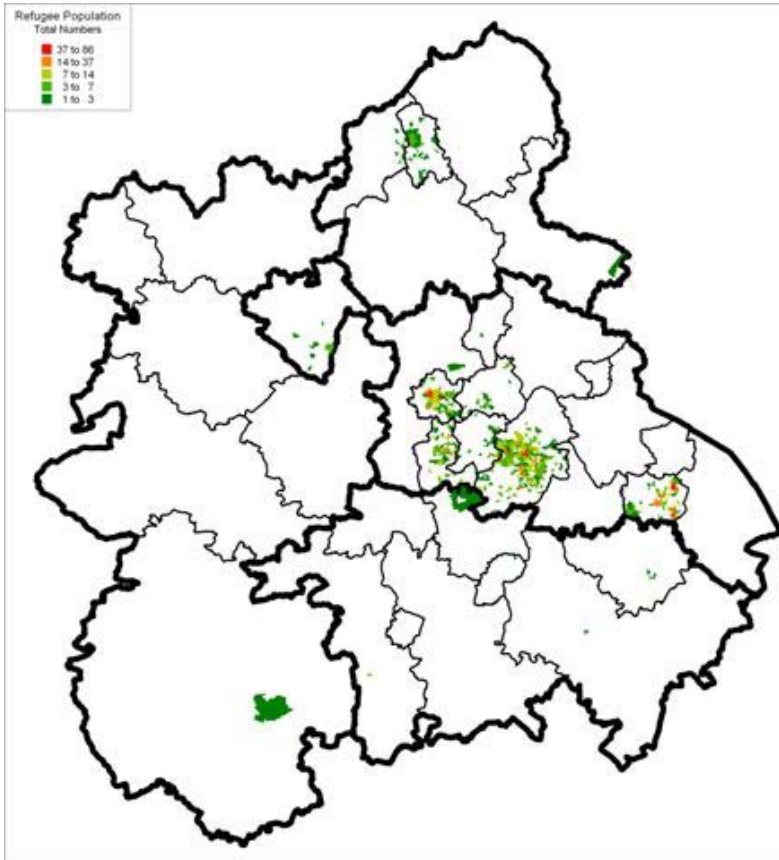 Refugee Population
Total Numbers
37 to 86
14 to 37
7 to 14
3 to 7
1 to 3